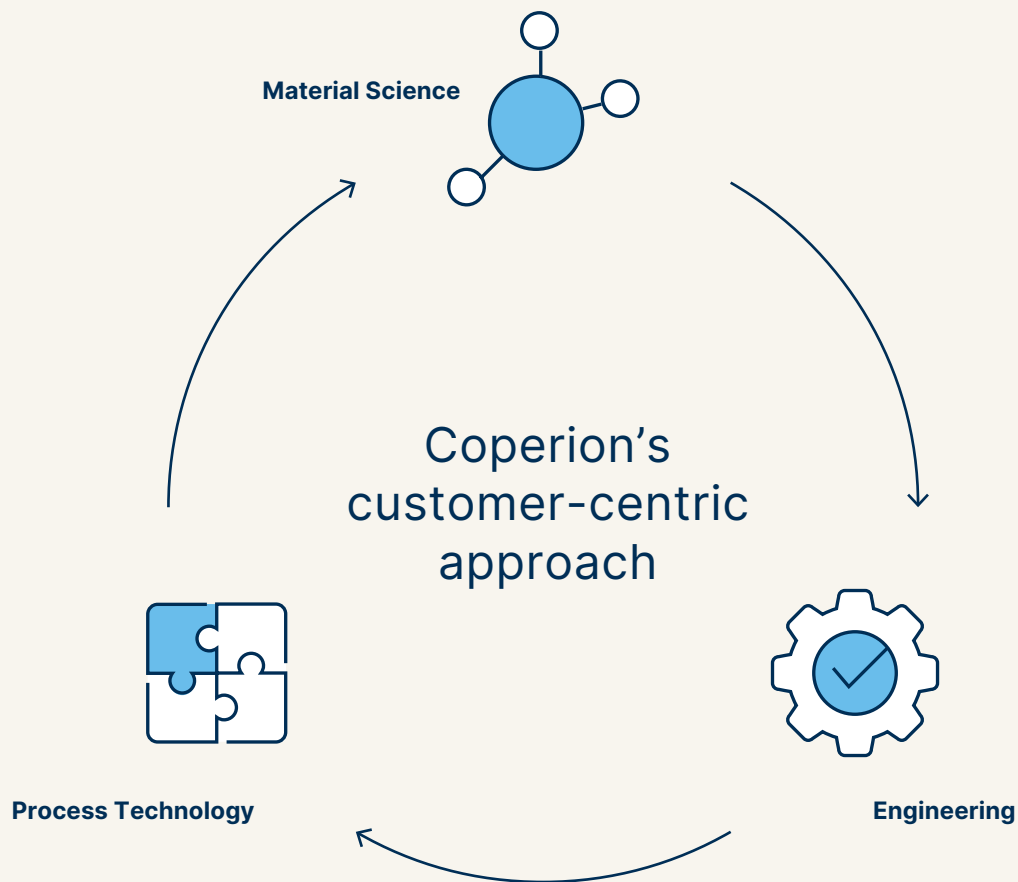 Material Science
Coperion’s
customer-centric
approach
Process Technology
Engineering